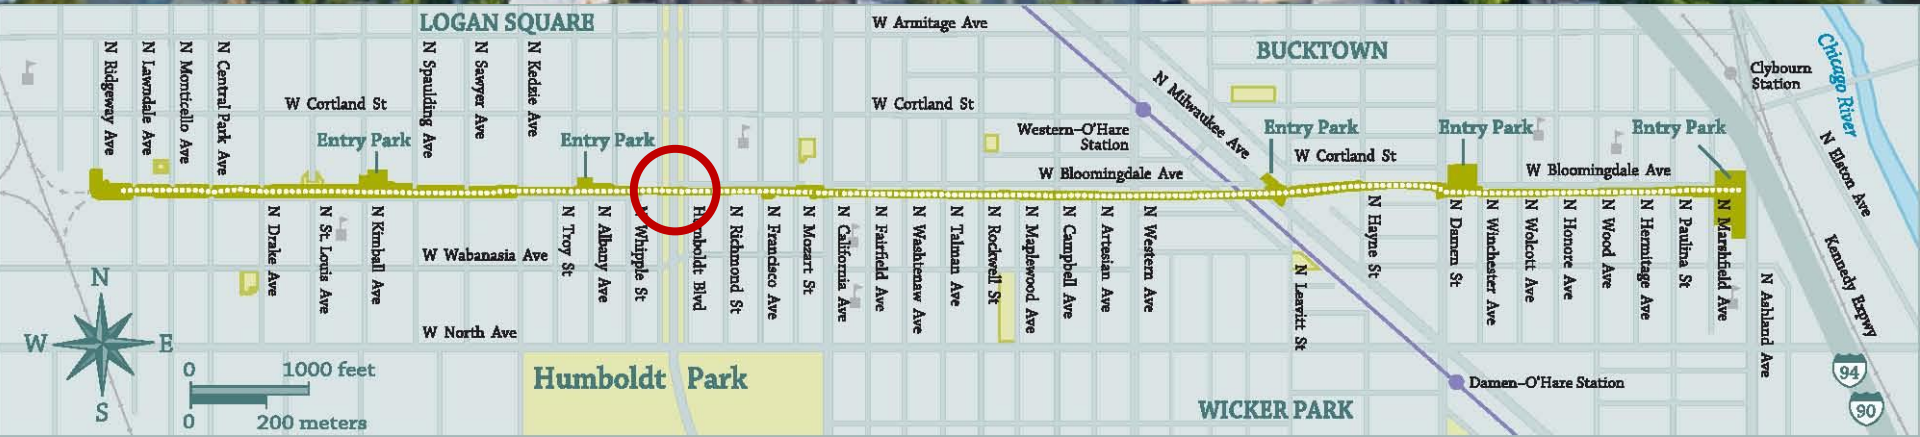 LOGAN SQUARE
W Armitage Ave
BUCKTOWN
Chicago River
Clybourn
Station
N Ridgeway Ave
N Lawndale Ave
N Monticello Ave
N Central Park Ave
N Spaulding Ave
N Sawyer Ave
N Kedzie Ave
W Cortland St
W Cortland St
N Milwaukee Ave
Western–O'Hare
Station
Entry Park
Entry Park
Entry Park
Entry Park
Entry Park
W Cortland St
W Bloomingdale Ave
W Bloomingdale Ave
N Elston Ave
Kennedy Expwy
N Drake Ave
N St. Louis Ave
N Kimball Ave
W Wabanasia Ave
N Troy St
N Albany Ave
N Whipple St
N Humboldt Blvd
N Richmond St
N Francisco Ave
N Mozart St
N California Ave
N Fairfield Ave
N Washtenaw Ave
N Talman Ave
N Rockwell St
N Maplewood Ave
N Campbell Ave
N Artesian Ave
N Western Ave
N Leavitt St
N Hayne St
N Damen St
N Winchester Ave
N Wolcott Ave
N Honore Ave
N Wood Ave
N Hermitage Ave
N Paulina St
N Marshfield Ave
N Ashland Ave
W North Ave
N
W E
S
0 1000 feet
0 200 meters
Humboldt Park
WICKER PARK
Damen–O'Hare Station
94
90